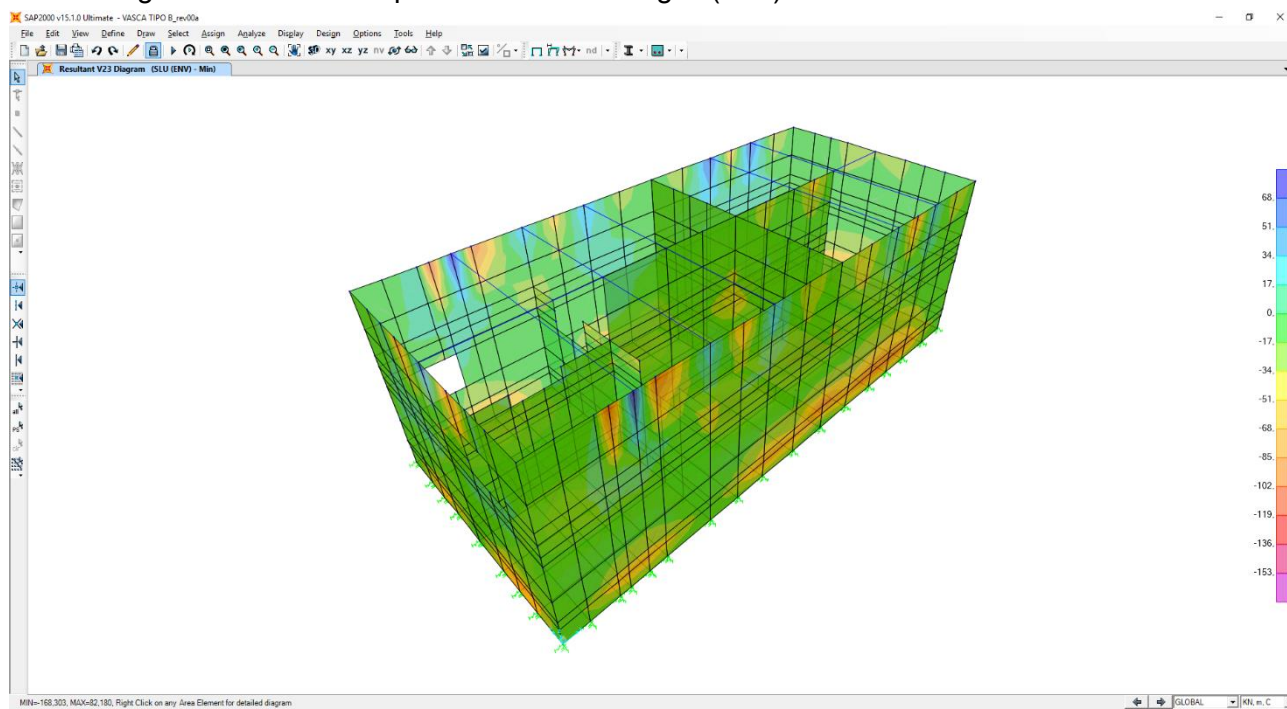 SAP2000 v15.1.0 Ultimate - VASCA TIPO B_rev00a
File Edit View Define Draw Select Assign Analyze Display Design Options Tools Help
xy xz yz nv nd
Resultant V23 Diagram (SLU (ENV) - Min)
68.
51.
34.
17.
0.
-17.
-34.
-51.
-68.
-85.
-102.
-119.
-136.
-153.
MIN=-168,303, MAX=82,180, Right Click on any Area Element for detailed diagram
GLOBAL
KN, m, C